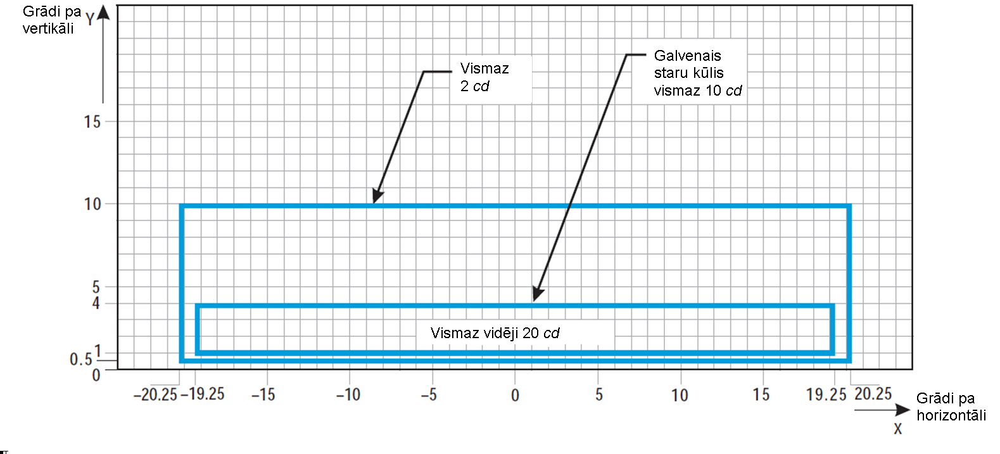 Grādi pa
vertikāli
Y
Vismaz
2 cd
Galvenais
staru kūlis
vismaz 10 cd
15
10
5
4
Vismaz vidēji 20 cd
1
0.5
0
–20.25 –19.25 –15 –10 –5 0 5 10 15 19.25 20.25
Grādi pa
horizontāli
X